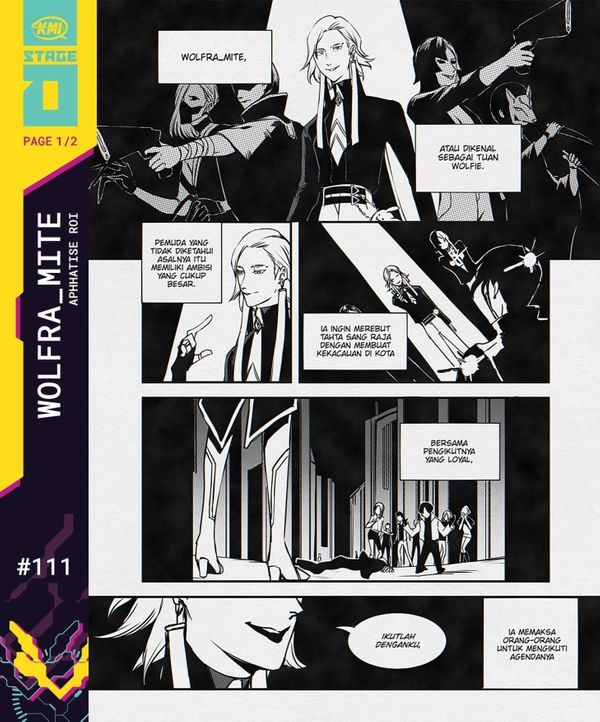 KMI
STAGE
1
PAGE 1/2
WOLFRA_MITE
APHHATISE ROI
#111
WOLFRA_MITE,
ATAU DIKENAL
SEBAGAI TUAN
WOLFIE.
PEMUDA YANG
TIDAK DIKETAHUI
ASALNYA ITU
MEMILIKI AMBISI
YANG CUKUP
BESAR.
IA INGIN MEREBUT
TAHTA SANG RAJA
DENGAN MEMBUAT
KEKACAUAN DI KOTA
BERSAMA
PENGIKUTNYA
YANG LOYAL,
IKUTLAH
DENGANKU,
IA MEMAKSA
ORANG-ORANG
UNTUK MENGIKUTI
AGENDANYA